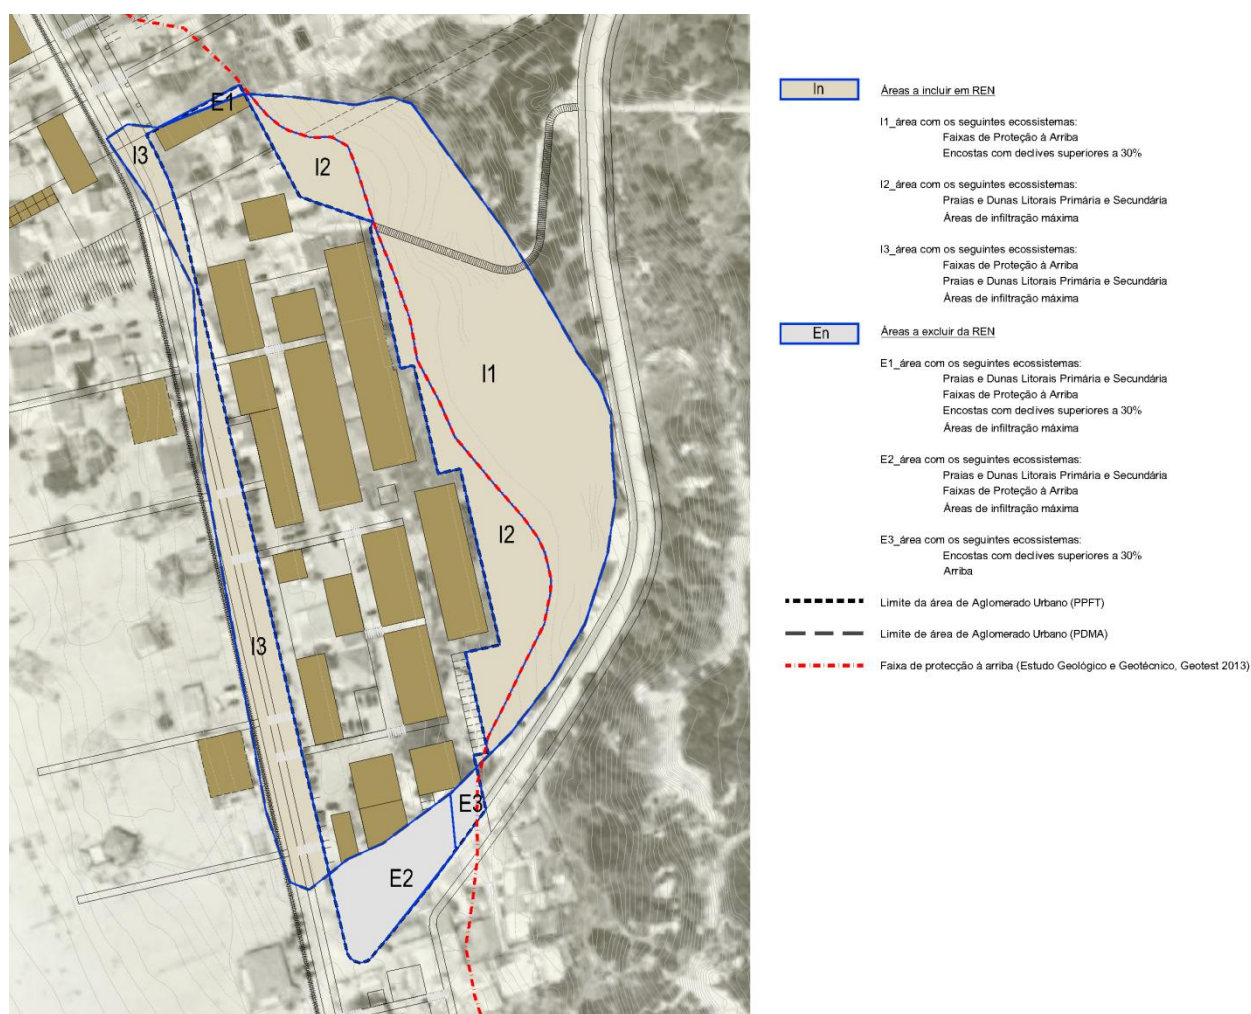 E1
I3
I2
I1
I2
I3
E3
E2
In
Áreas a incluir em REN
I1_área com os seguintes ecossistemas:
Faixas de Proteção à Arriba
Encostas com declives superiores a 30%
I2_área com os seguintes ecossistemas:
Praias e Dunas Litorais Primária e Secundária
Áreas de infiltração máxima
I3_área com os seguintes ecossistemas:
Faixas de Proteção à Arriba
Praias e Dunas Litorais Primária e Secundária
Áreas de infiltração máxima
En
Áreas a excluir da REN
E1_área com os seguintes ecossistemas:
Praias e Dunas Litorais Primária e Secundária
Faixas de Proteção à Arriba
Encostas com declives superiores a 30%
Áreas de infiltração máxima
E2_área com os seguintes ecossistemas:
Praias e Dunas Litorais Primária e Secundária
Faixas de Proteção à Arriba
Áreas de infiltração máxima
E3_área com os seguintes ecossistemas:
Encostas com declives superiores a 30%
Arriba
Limite da área de Aglomerado Urbano (PPFT)
Limite de área de Aglomerado Urbano (PDMA)
Faixa de protecção à arriba (Estudo Geológico e Geotécnico, Geotest 2013)